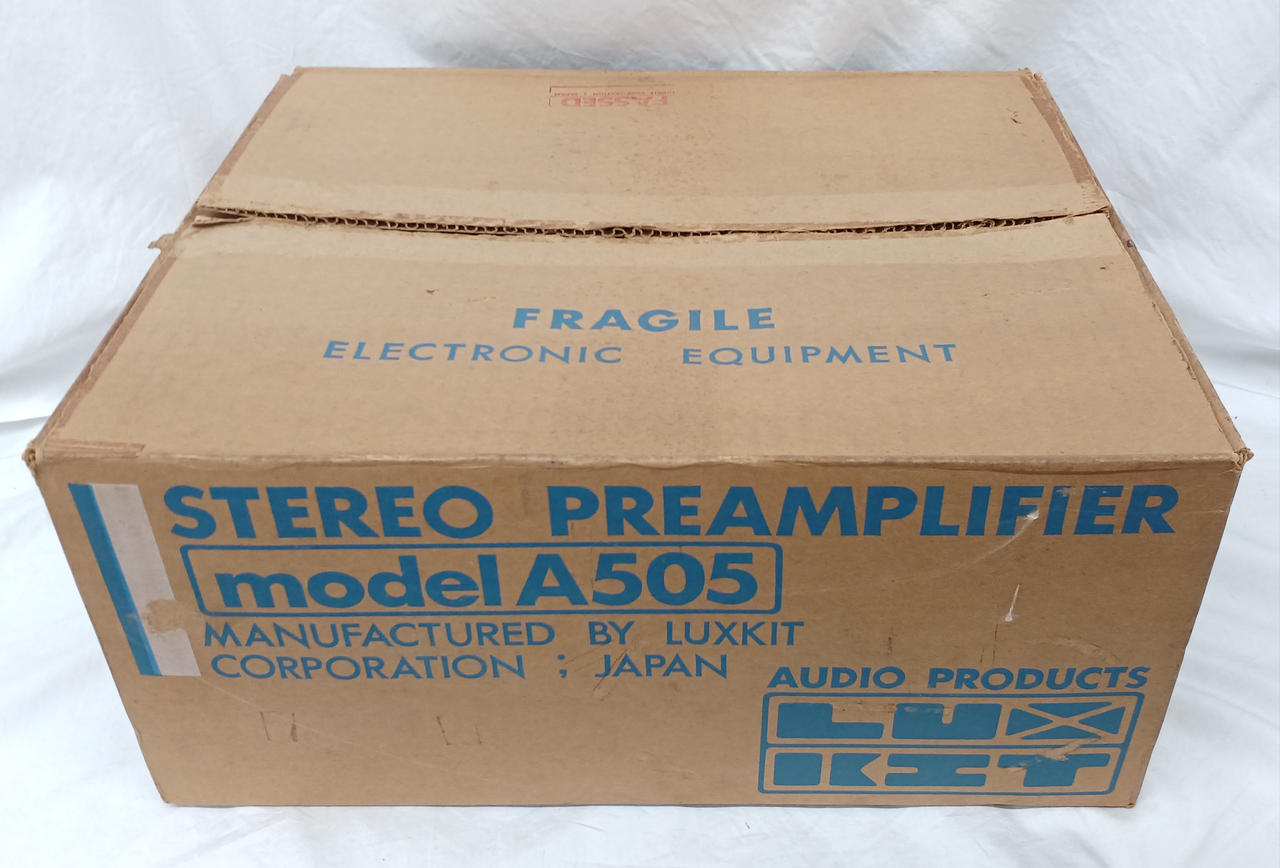 PASSED
FRAGILE
ELECTRONIC EQUIPMENT
STEREO PREAMPLIFIER
model A505
MANUFACTURED BY LUXKIT
CORPORATION ; JAPAN
AUDIO PRODUCTS
LUX
KIT